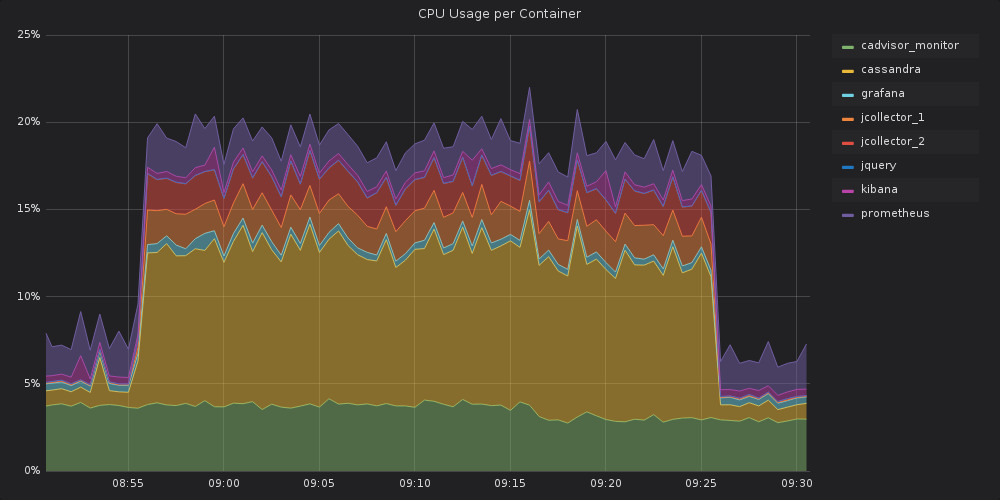 CPU Usage per Container
25%
20%
15%
10%
5%
0%
08:55 09:00 09:05 09:10 09:15 09:20 09:25 09:30
cadvisor_monitor
cassandra
grafana
jcollector_1
jcollector_2
jquery
kibana
prometheus